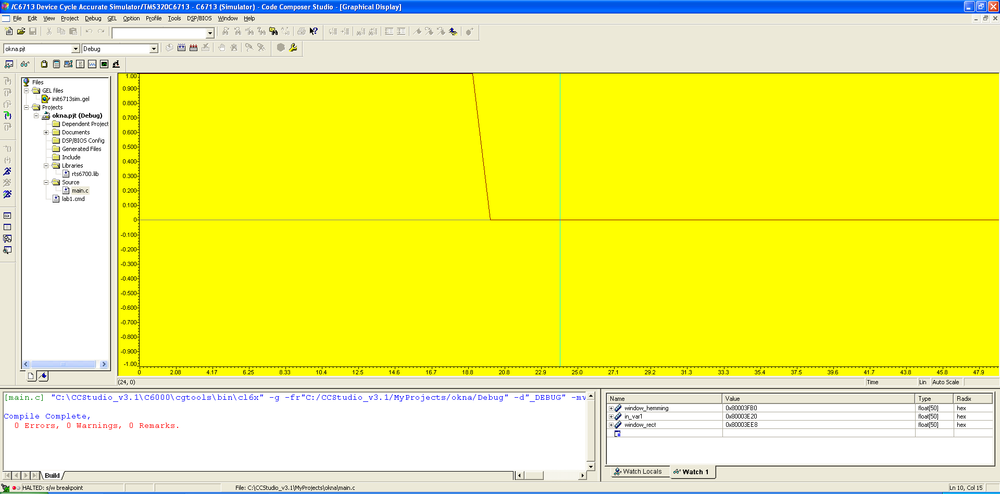 /C6713 Device Cycle Accurate Simulator/TMS320C6713 - C6713 (Simulator) - Code Composer Studio - [Graphical Display]
File Edit View Project Debug GEL Option Profile Tools DSP/BIOS Window Help
okna.pjt Debug
Files
GEL files
init6713sim.gel
Projects
okna.pjt (Debug)
Dependent Project
Documents
DSP/BIOS Config
Generated Files
Include
Libraries
rts6700.lib
Source
main.c
lab1.cmd
1.00
0.900
0.800
0.700
0.600
0.500
0.400
0.300
0.200
0.100
0
-0.100
-0.200
-0.300
-0.400
-0.500
-0.600
-0.700
-0.800
-0.900
-1.00
0 2.08 4.17 6.25 8.33 10.4 12.5 14.6 16.7 18.8 20.8 22.9 25.0 27.1 29.2 31.3 33.3 35.4 37.5 39.6 41.7 43.8 45.8 47.9
(24, 0) Time Lin Auto Scale
[main.c] "C:\CCStudio_v3.1\C6000\cgtools\bin\cl6x" -g -fr"C:/CCStudio_v3.1/MyProjects/okna/Debug" -d"_DEBUG" -mv
Compile Complete,
0 Errors, 0 Warnings, 0 Remarks.
Build
Name Value Type Radix
window_hemming 0x80003FB0 float[50] hex
in_var1 0x80003E20 float[50] hex
window_rect 0x80003EE8 float[50] hex
Watch Locals Watch 1
HALTED: s/w breakpoint File: C:\CCStudio_v3.1\MyProjects\okna\main.c Ln 10, Col 15